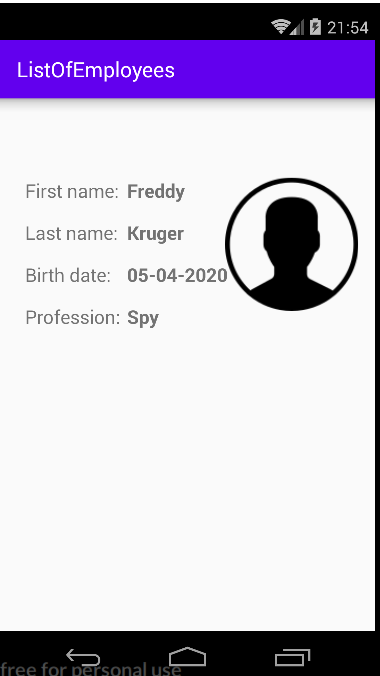 21:54
ListOfEmployees
First name: Freddy
Last name: Kruger
Birth date: 05-04-2020
Profession: Spy
free for personal use